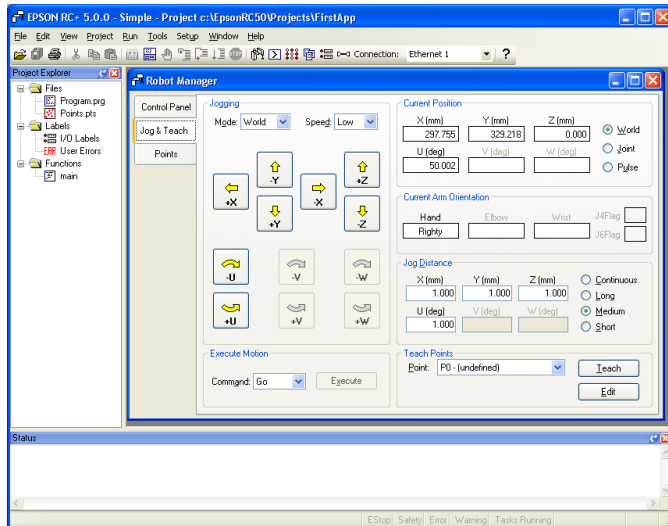 EPSON RC+ 5.0.0 - Simple - Project c:\EpsonRC50\Projects\FirstApp
File Edit View Project Run Tools Setup Window Help
Connection: Ethernet 1
Project Explorer
Files
Program.prg
Points.pts
Labels
I/O Labels
ERR User Errors
Functions
main
Robot Manager
Control Panel
Jog & Teach
Points
Jogging
Mode: World Speed: Low
+X
-Y
+Y
-X
+Z
-Z
-U -V -W
+U +V +W
Execute Motion
Command: Go Execute
Current Position
X (mm) Y (mm) Z (mm)
297.755 329.218 0.000
U (deg) V (deg) W (deg)
50.002
World
Joint
Pulse
Current Arm Orientation
Hand Elbow Wrist J4Flag
Righty J6Flag
Jog Distance
X (mm) Y (mm) Z (mm)
1.000 1.000 1.000
U (deg) V (deg) W (deg)
1.000
Continuous
Long
Medium
Short
Teach Points
Point: P0 - (undefined) Teach
Edit
Status
EStop Safety Error Warning Tasks Running